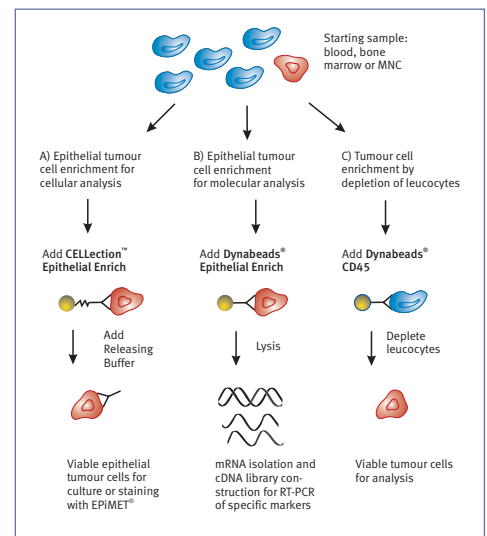 Starting sample:
blood, bone
marrow or MNC
A) Epithelial tumour
cell enrichment for
cellular analysis
B) Epithelial tumour
cell enrichment
for molecular analysis
C) Tumour cell
enrichment by
depletion of leucocytes
Add CELLection™
Epithelial Enrich
Add Dynabeads®
Epithelial Enrich
Add Dynabeads®
CD45
Add
Releasing
Buffer
Lysis
Deplete
leucocytes
Viable epithelial
tumour cells for
culture or staining
with EPiMET®
mRNA isolation and
cDNA library con-
struction for RT-PCR
of specific markers
Viable tumour cells
for analysis